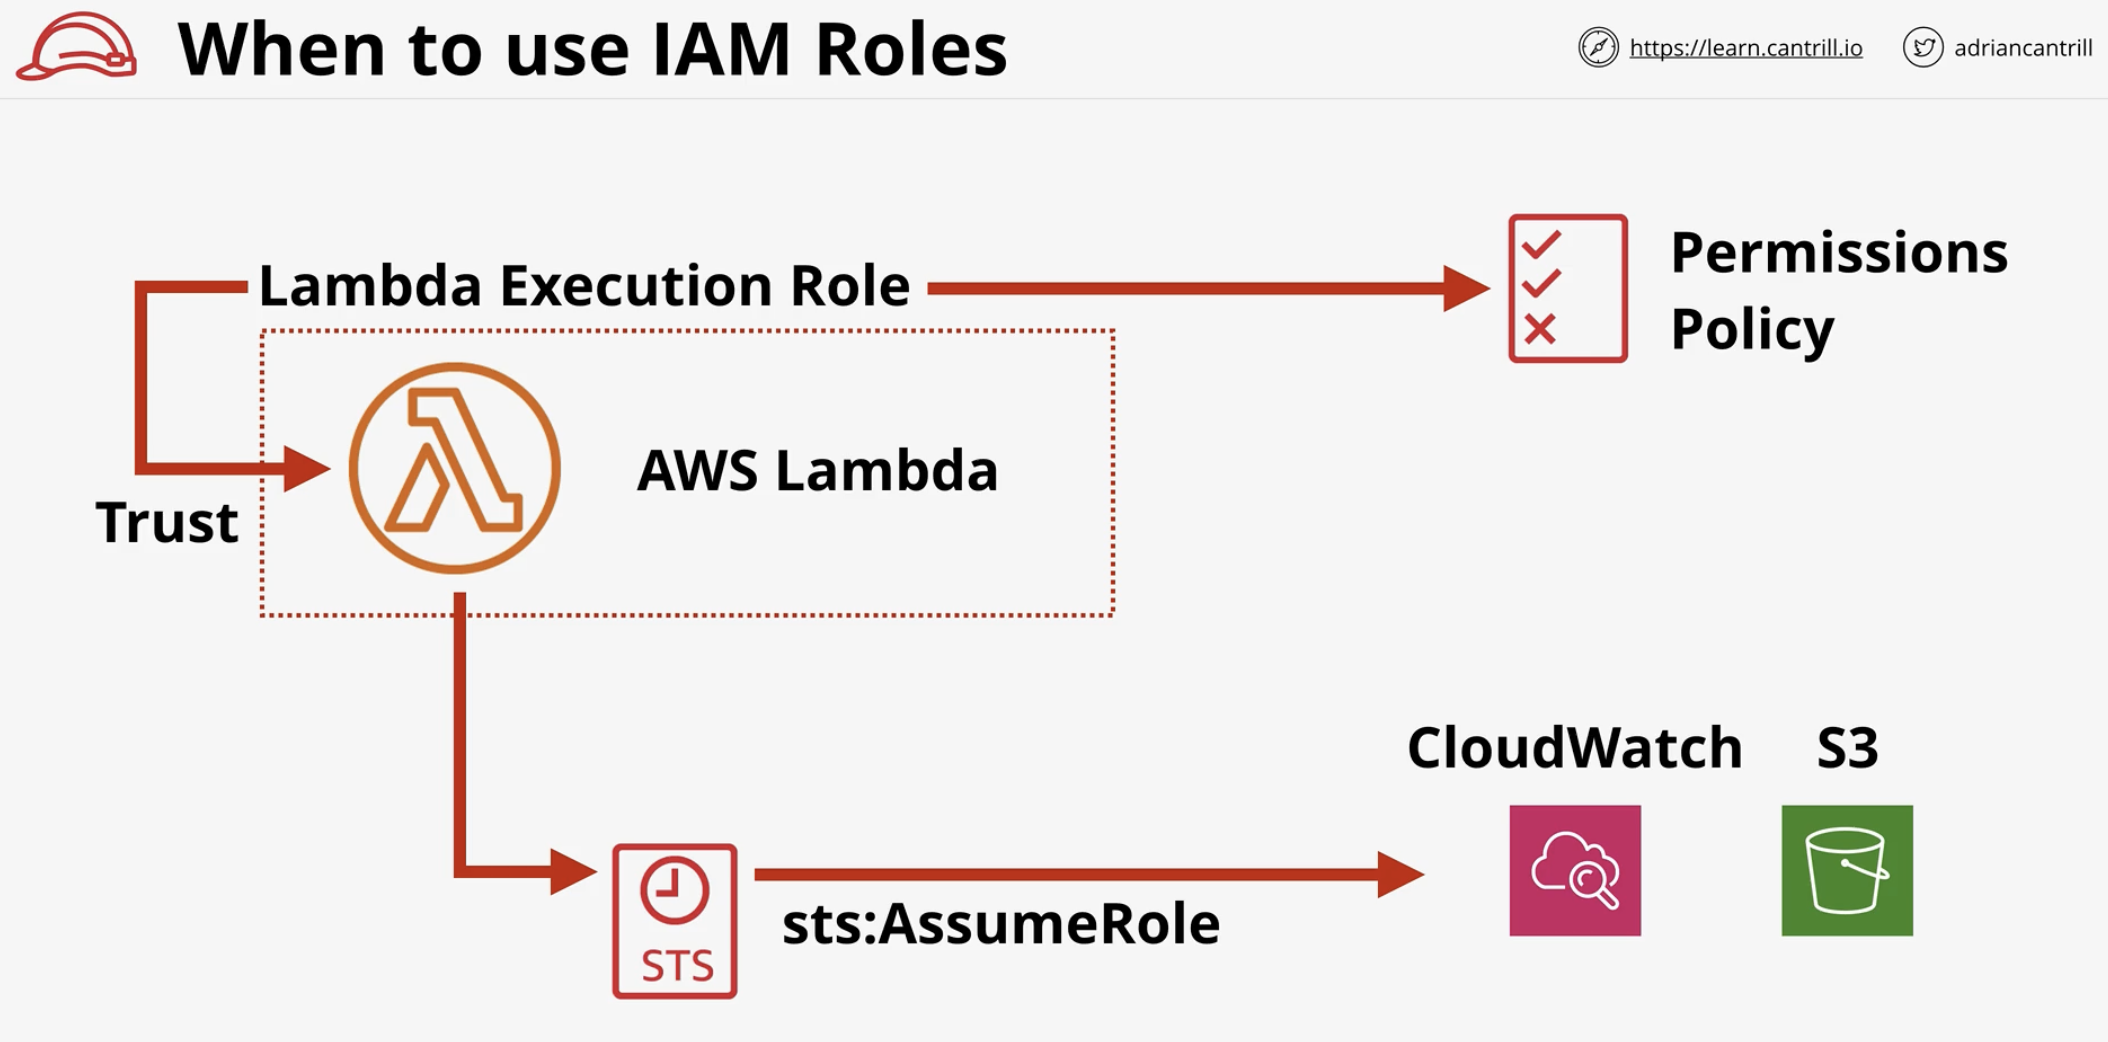 When to use IAM Roles
https://learn.cantrill.io
adriancantrill
Lambda Execution Role
Permissions
Policy
AWS Lambda
Trust
CloudWatch
S3
STS
sts:AssumeRole